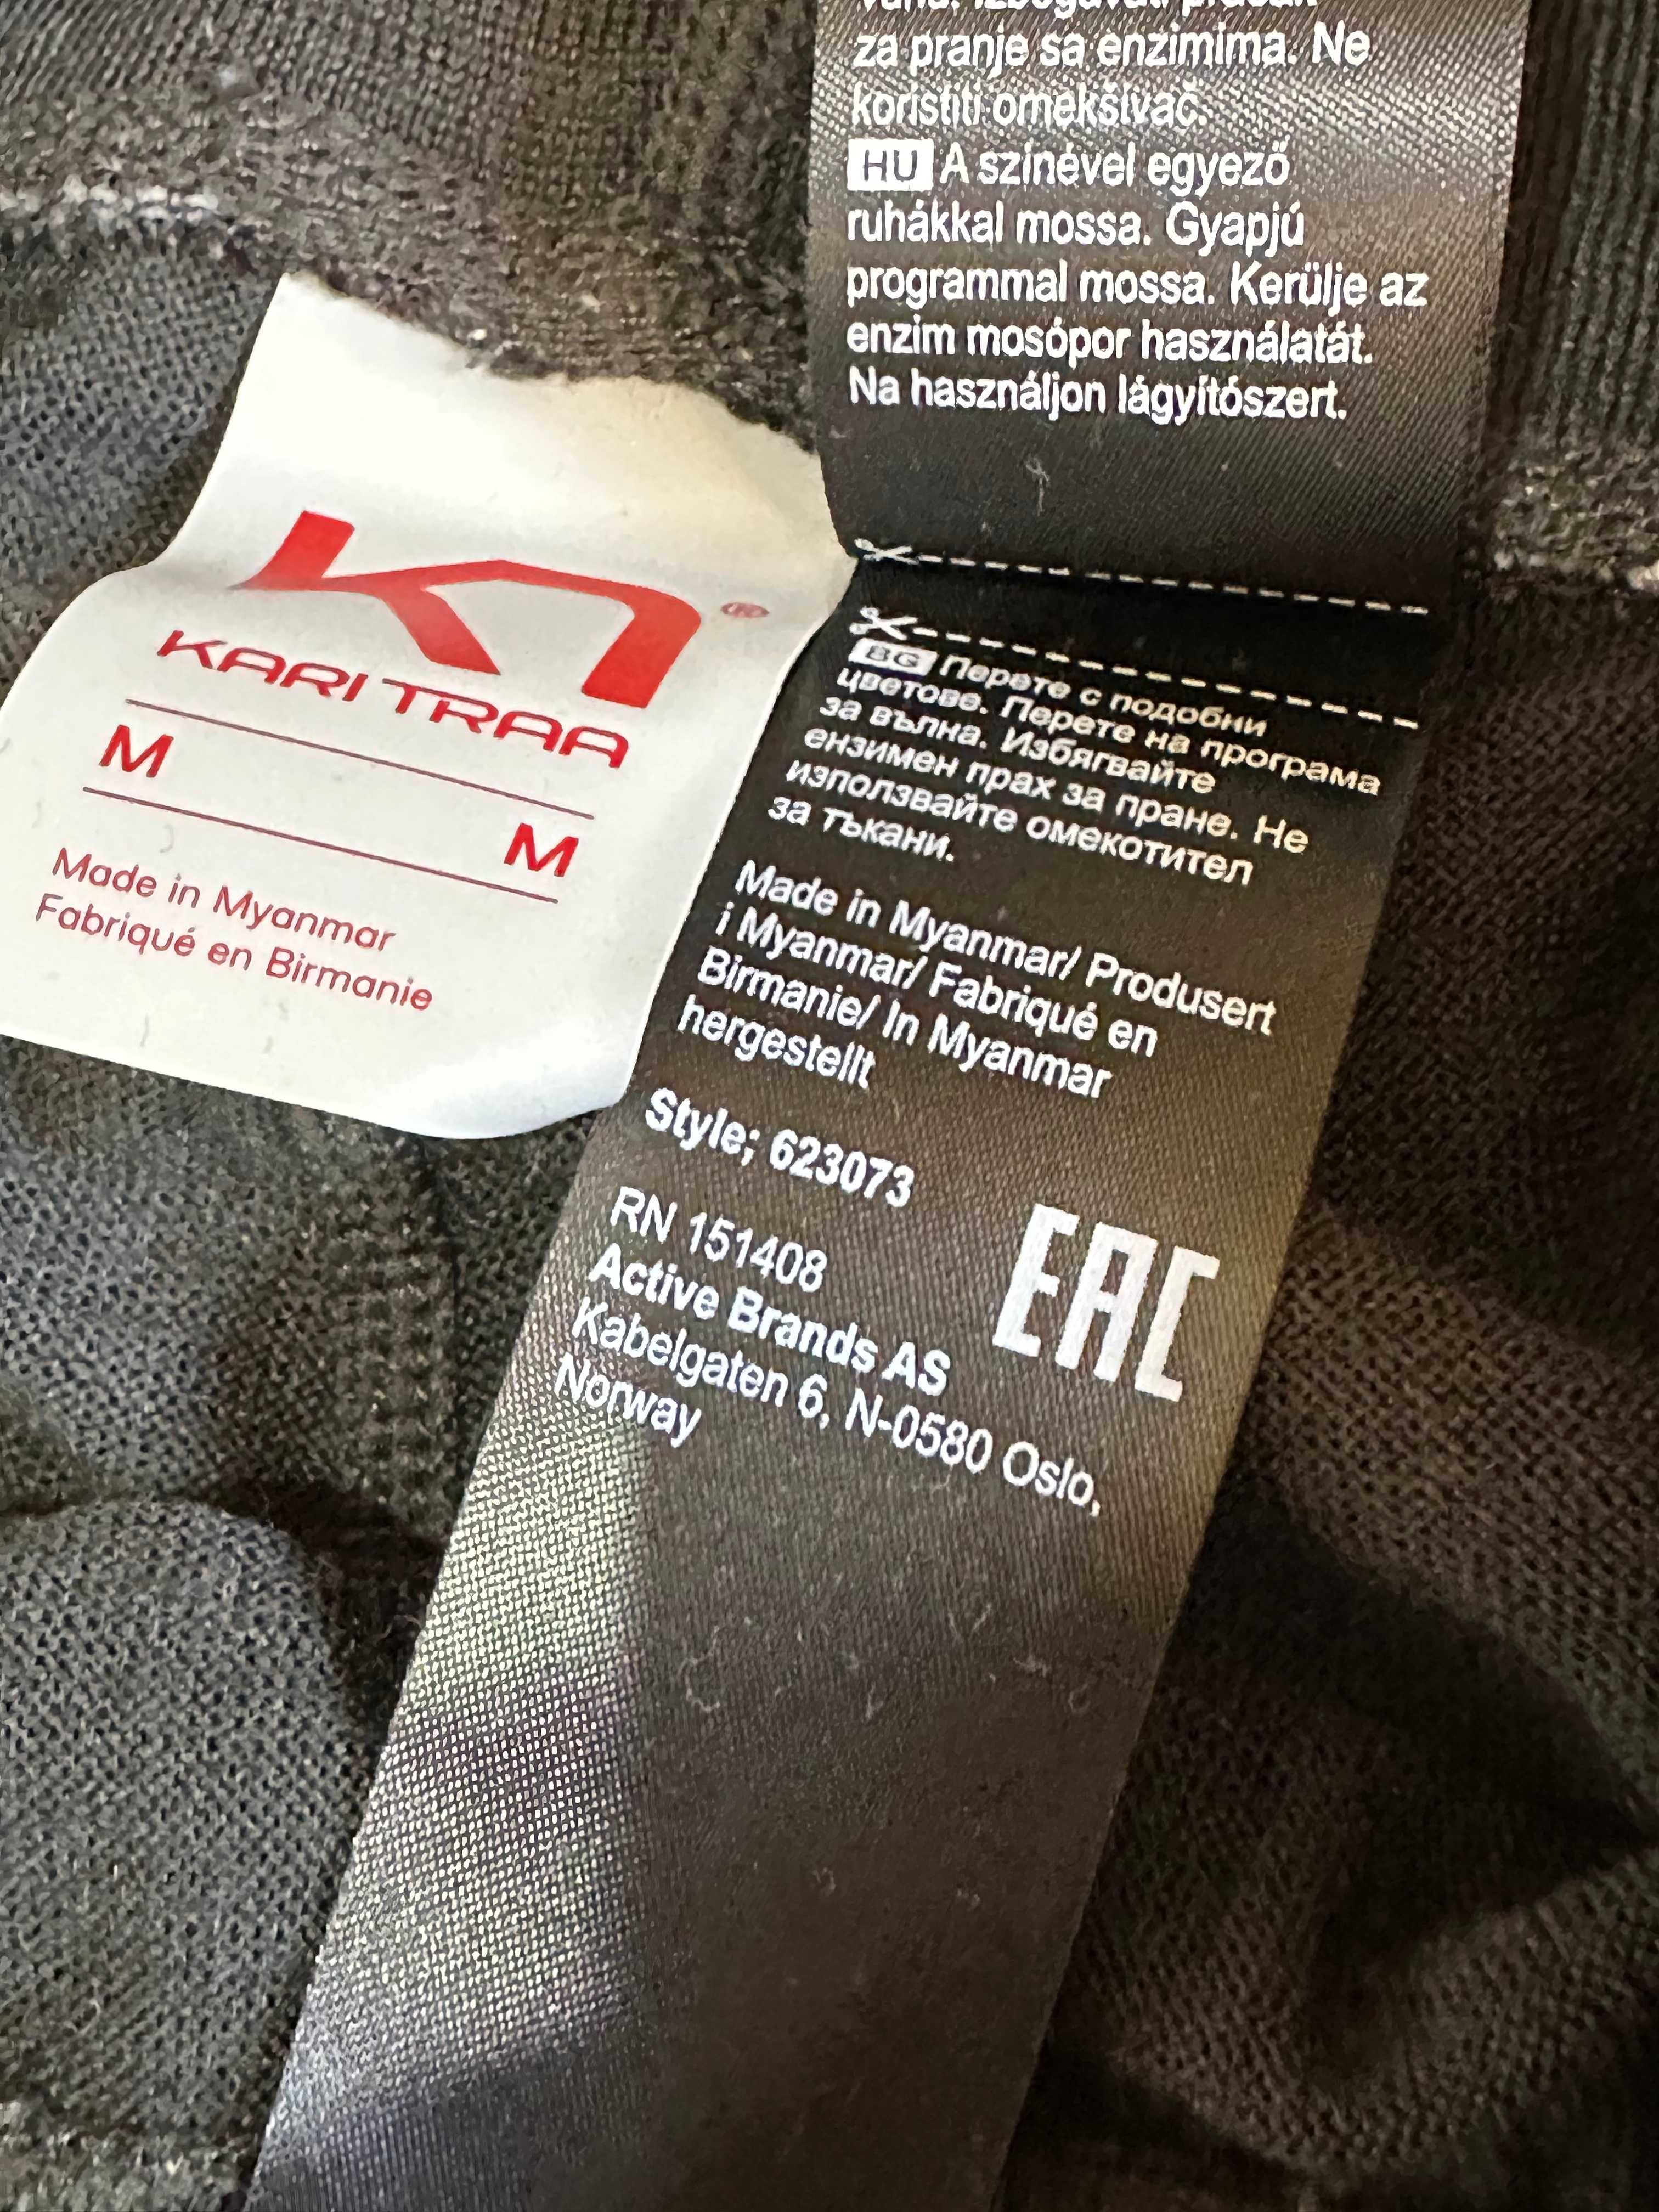 za pranje sa enzimima. Ne
koristiti omekšivač.
HU A szinével egyező
ruhákkal mossa. Gyapjú
programmal mossa. Kerülje az
enzim mosópor használatát.
Na használjon lágyítószert.
KARI TRAA
M
M
Made in Myanmar
Fabriqué en Birmanie
BG Перете с подобни
цветове. Перете на програма
за вълна. Избягвайте
ензимен прах за пране. Не
използвайте омекотител
за тъкани.
Made in Myanmar/ Produsert
i Myanmar/ Fabriqué en
Birmanie/ In Myanmar
hergestellt
Style; 623073
RN 151408
EAC
Active Brands AS
Kabelgaten 6, N-0580 Oslo,
Norway